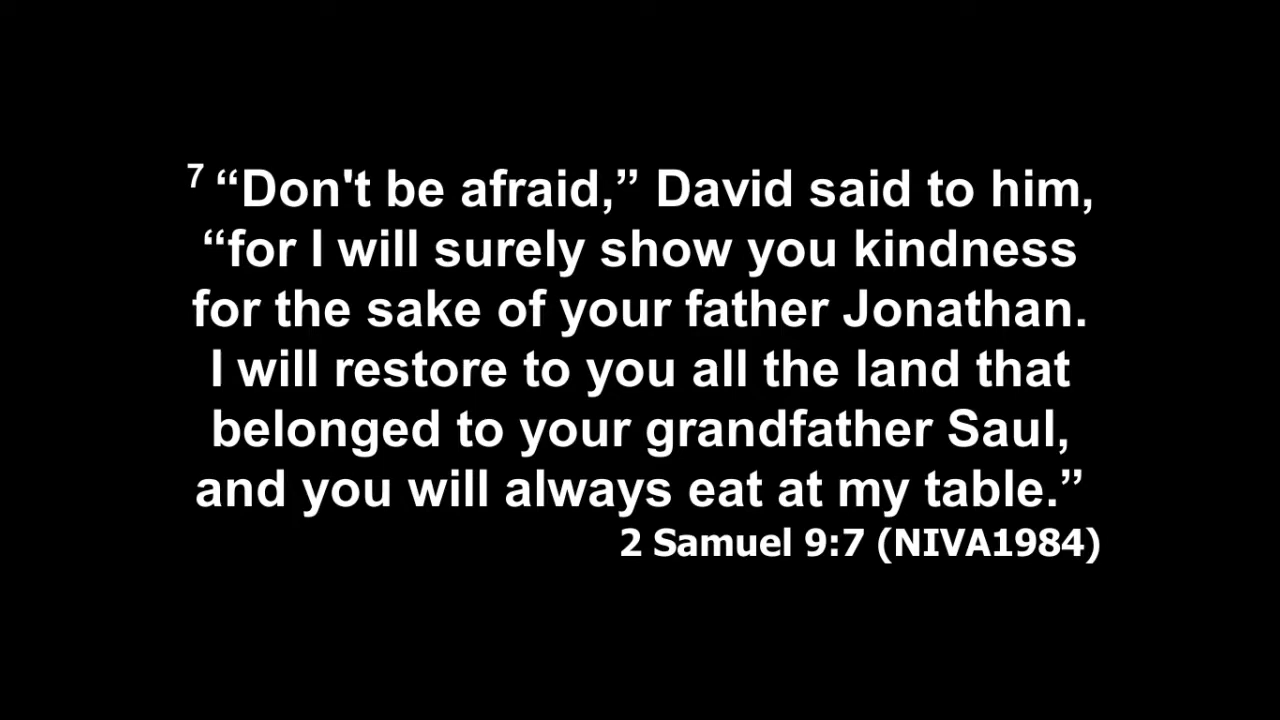 7 “Don't be afraid,” David said to him,
“for I will surely show you kindness
for the sake of your father Jonathan.
I will restore to you all the land that
belonged to your grandfather Saul,
and you will always eat at my table.”
2 Samuel 9:7 (NIVA1984)